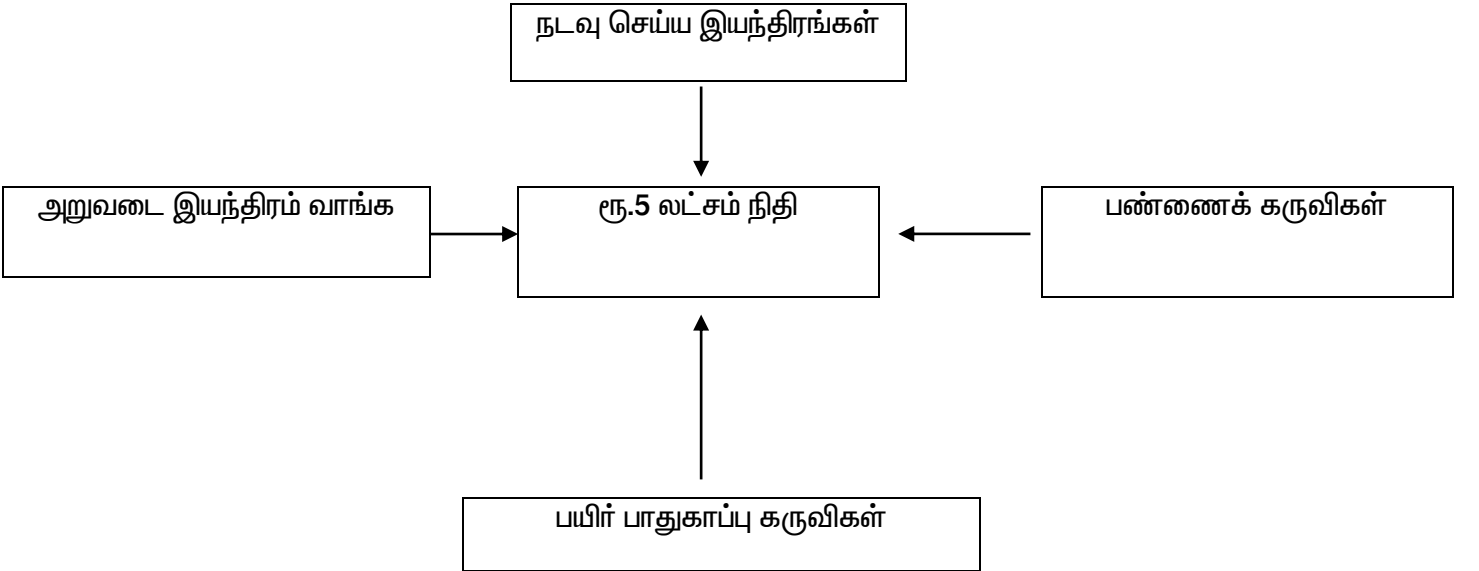 நடவு செய்ய இயந்திரங்கள்
அறுவடை இயந்திரம் வாங்க
ரூ.5 லட்சம் நிதி
பண்ணைக் கருவிகள்
பயிர் பாதுகாப்பு கருவிகள்